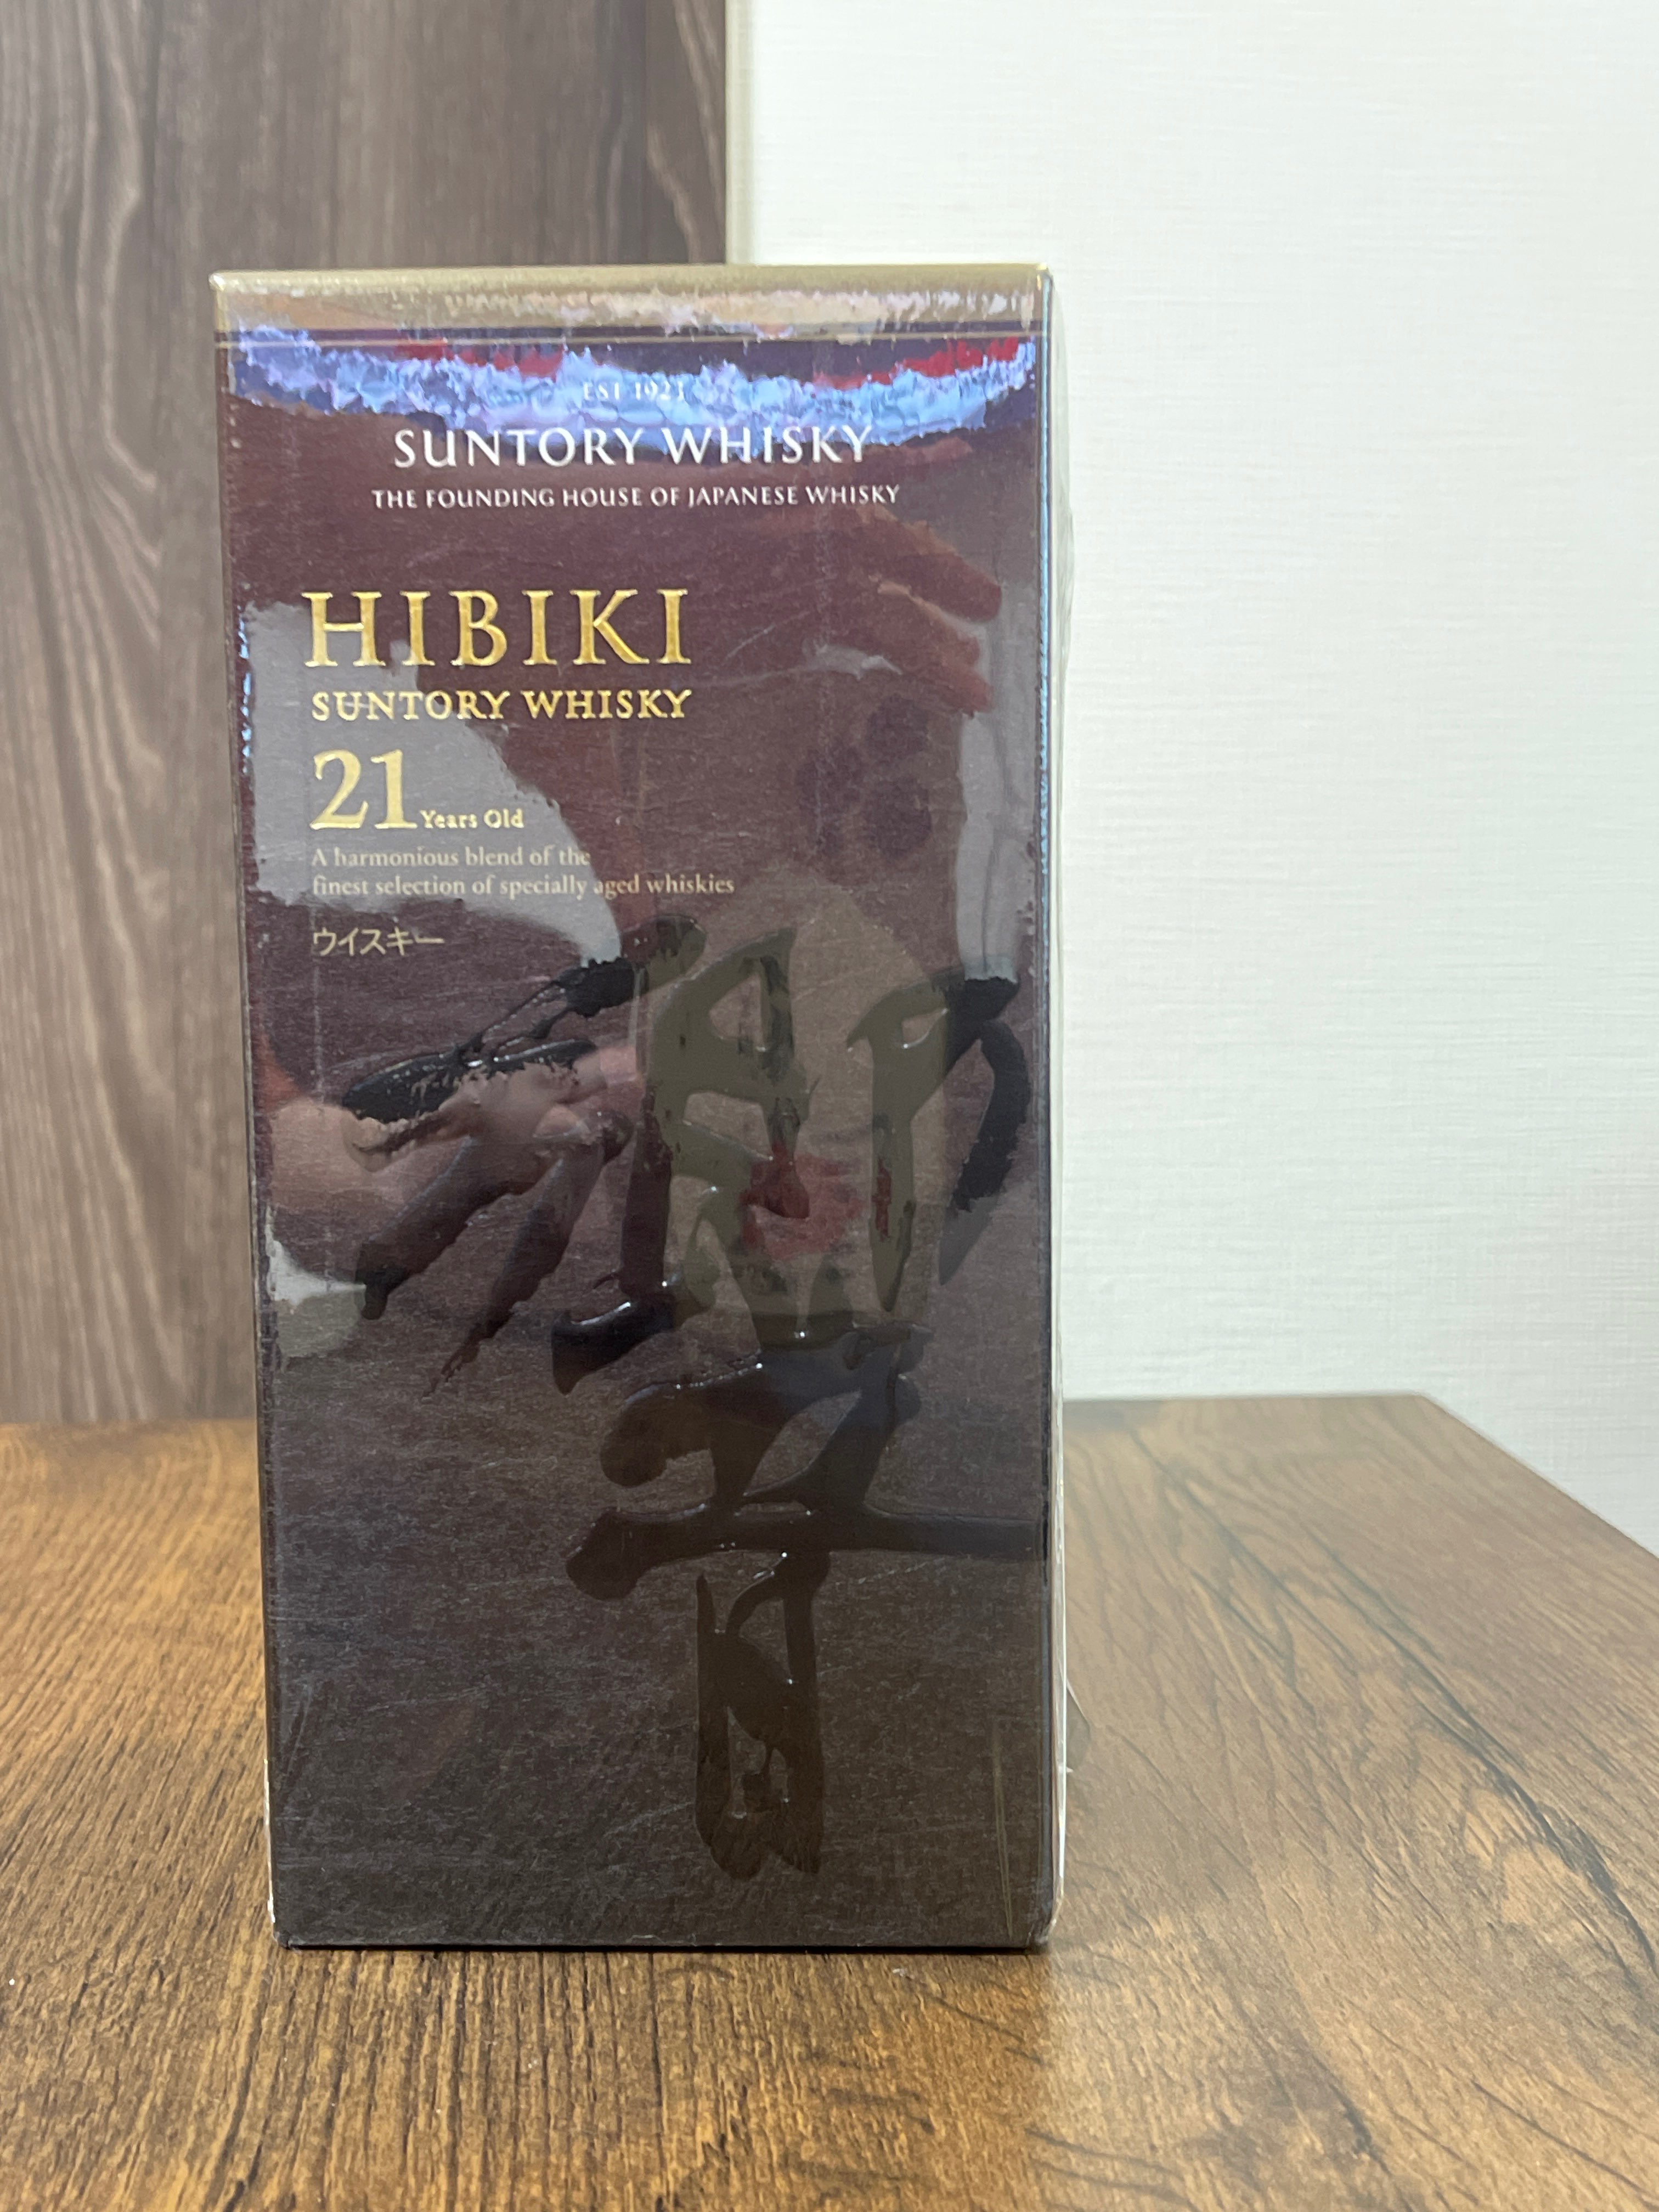 EST 1923
SUNTORY WHISKY
THE FOUNDING HOUSE OF JAPANESE WHISKY
HIBIKI
SUNTORY WHISKY
21 Years Old
A harmonious blend of the
finest selection of specially aged whiskies
ウイスキー
響